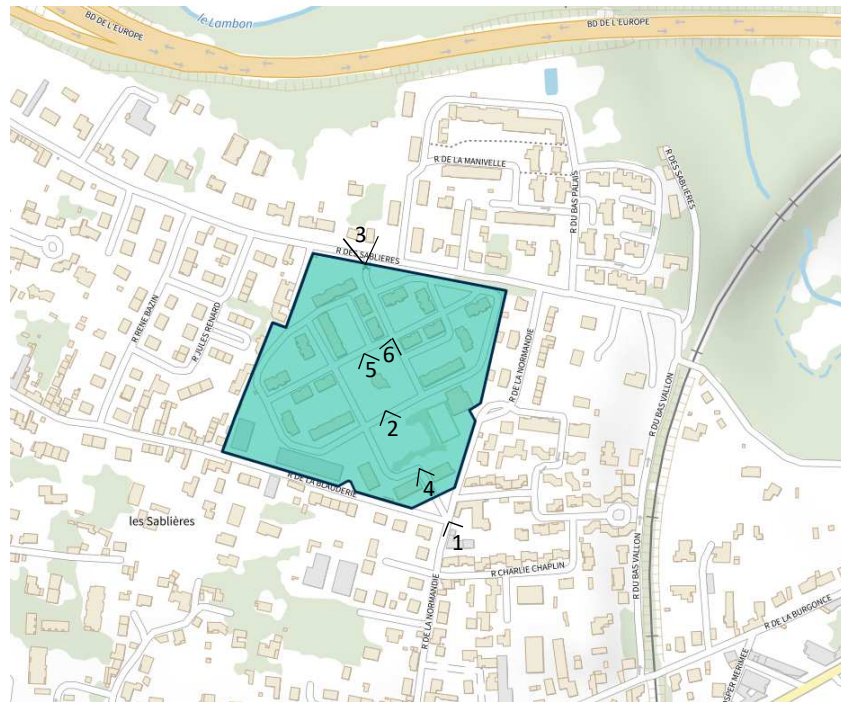 le Lambon
BD DE L'EUROPE
BD DE L'EUROPE
R DES SABLIERES
R DE LA MANIVELLE
R DU BAS PALAIS
3
R DES SABLIERES
R RENE BAZIN
R JULES RENARD
R DE LA NORMANDIE
6
5
2
R DU BAS VALLON
4
R DE LA BLAUDERIE
les Sablières
1
R CHARLIE CHAPLIN
R DU BAS VALLON
R DE LA NORMANDIE
R DE LA BURGONCE
OSPER MERIMEE